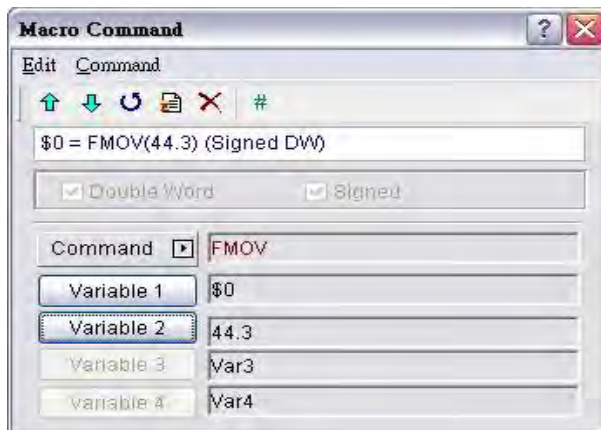 Macro Command
Edit Command
#
$0 = FMOV(44.3) (Signed DW)
Double Word Signed
Command FMOV
Variable 1 $0
Variable 2 44.3
Variable 3 Var3
Variable 4 Var4